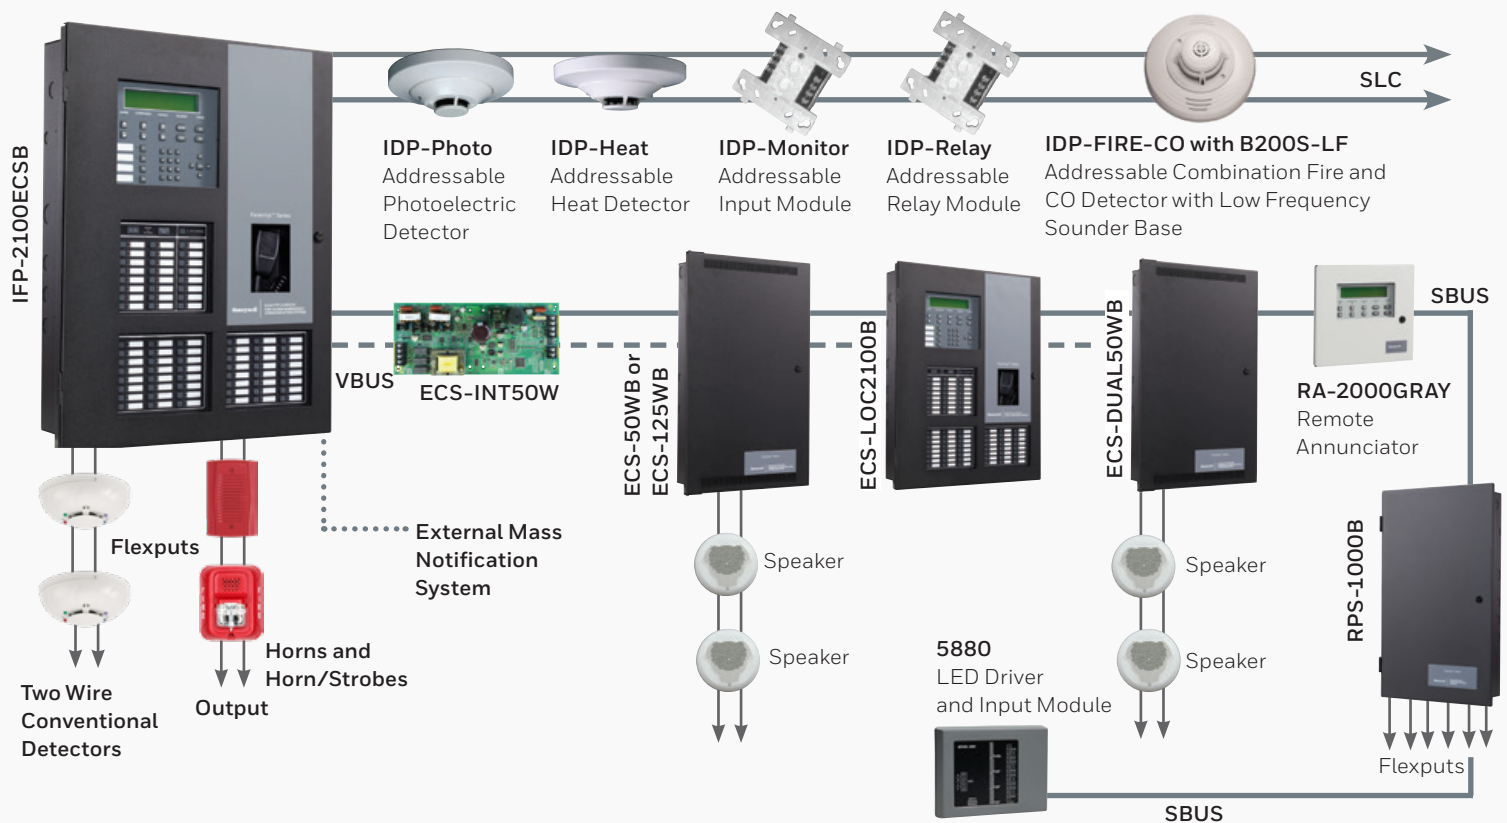 IFP-2100ECSB
SLC
IDP-Photo
Addressable
Photoelectric
Detector
IDP-Heat
Addressable
Heat Detector
IDP-Monitor
Addressable
Input Module
IDP-Relay
Addressable
Relay Module
IDP-FIRE-CO with B200S-LF
Addressable Combination Fire and
CO Detector with Low Frequency
Sounder Base
Honeywell
VBUS
ECS-INT50W
ECS-50WB or
ECS-125WB
ECS-LOC2100B
ECS-DUAL50WB
SBUS
RA-2000GRAY
Remote
Annunciator
RPS-1000B
Flexputs
External Mass
Notification
System
Speaker
Speaker
Speaker
Speaker
Two Wire
Conventional
Detectors
Horns and
Horn/Strobes
Output
5880
LED Driver
and Input Module
Flexputs
SBUS